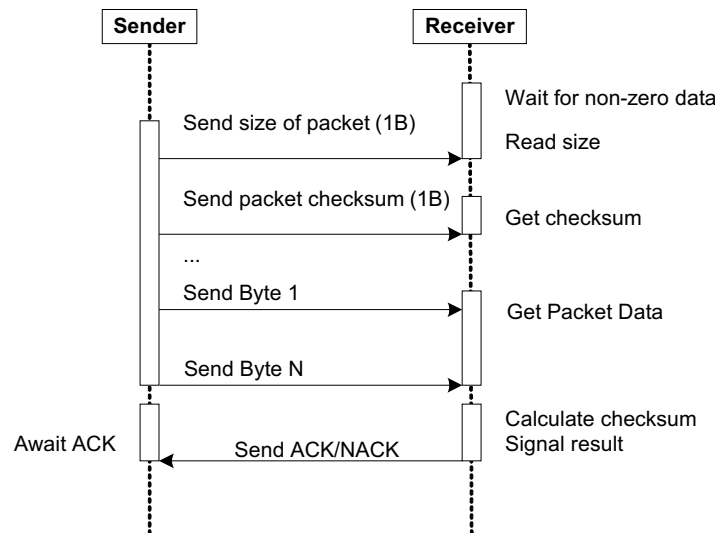 Sender
Receiver
Wait for non-zero data
Send size of packet (1B)
Read size
Send packet checksum (1B)
Get checksum
...
Send Byte 1
Get Packet Data
Send Byte N
Calculate checksum
Await ACK
Send ACK/NACK
Signal result